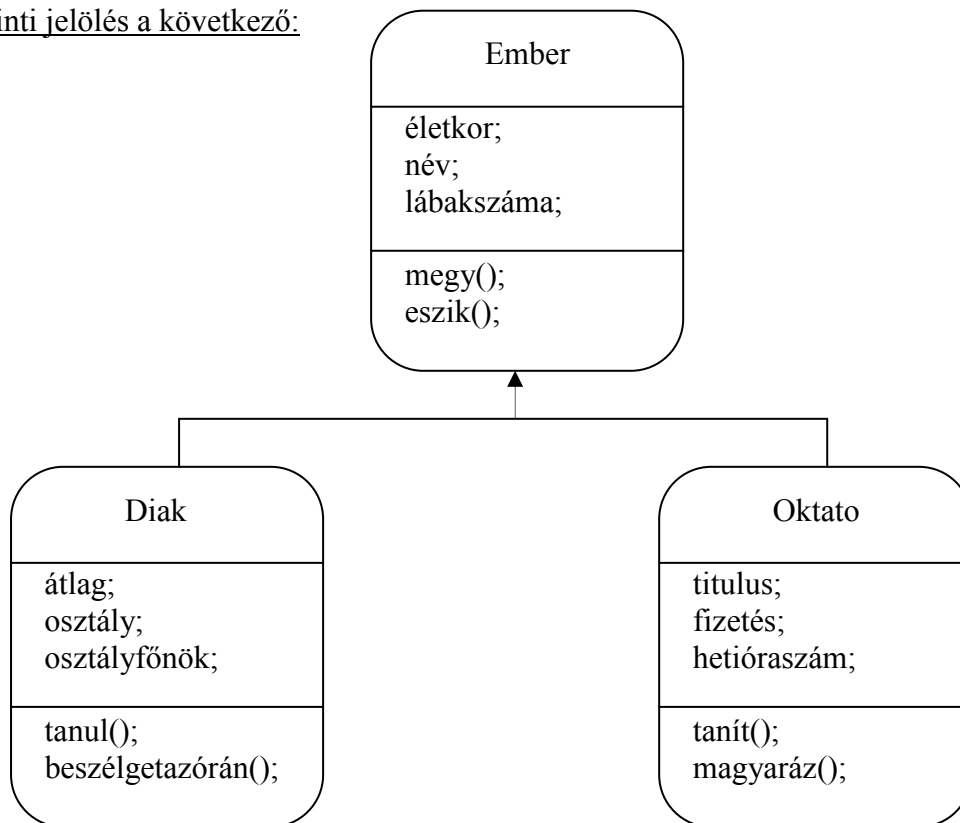 inti jelölés a következő:
Ember
életkor;
név;
lábakszáma;
megy();
eszik();
Diak
átlag;
osztály;
osztályfőnök;
tanul();
beszélgetazórán();
Oktato
titulus;
fizetés;
hetióraszám;
tanít();
magyaráz();